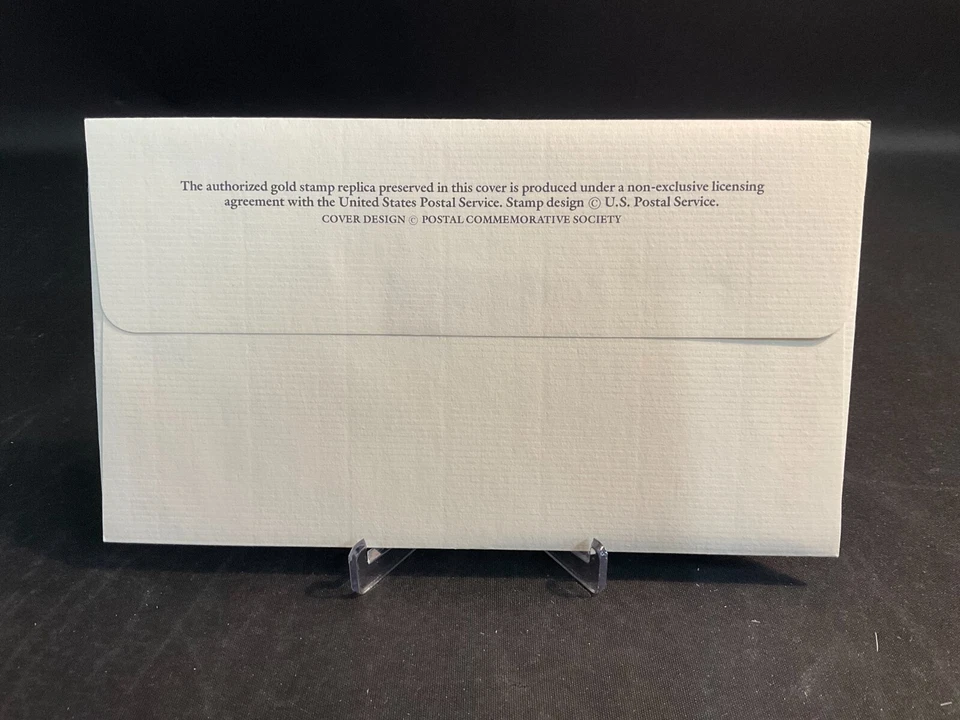 The authorized gold stamp replica preserved in this cover is produced under a non-exclusive licensing
agreement with the United States Postal Service. Stamp design © U.S. Postal Service.
COVER DESIGN © POSTAL COMMEMORATIVE SOCIETY